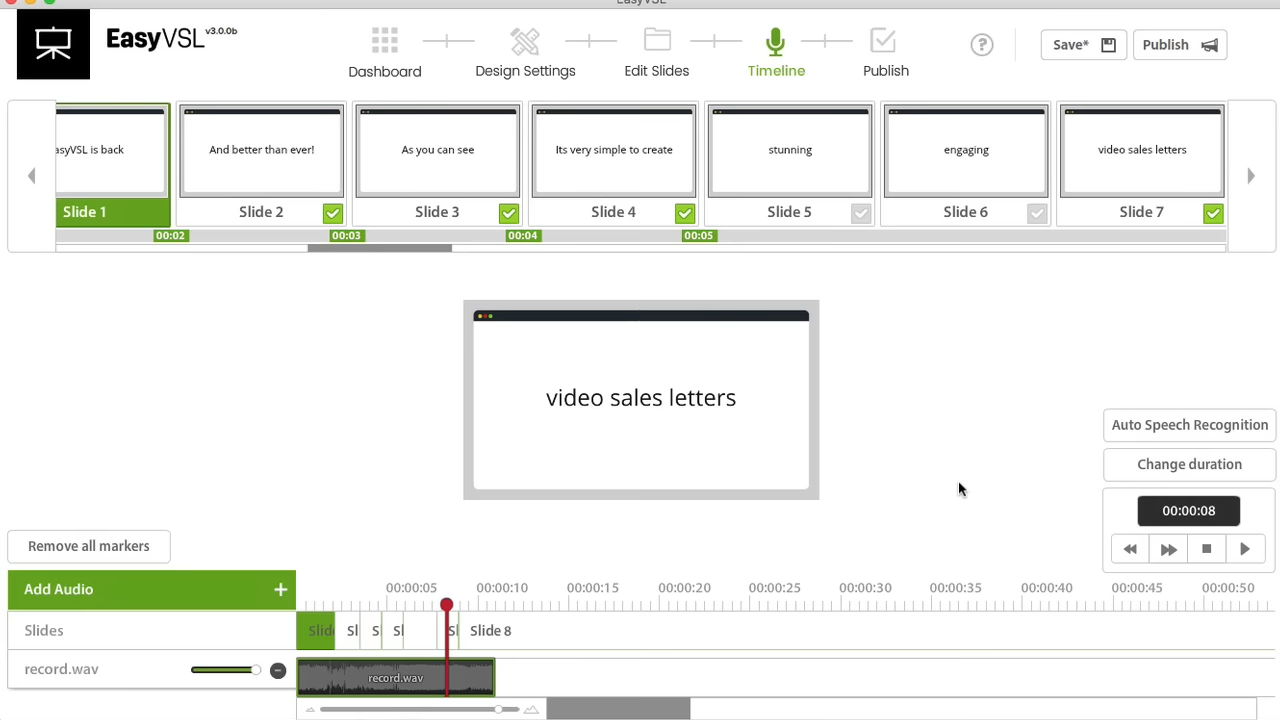 EasyVSL
EasyVSL v3.0.0b
Dashboard
Design Settings
Edit Slides
Timeline
Publish
?
Save*
Publish
asyVSL is back
And better than ever!
As you can see
Its very simple to create
stunning
engaging
video sales letters
Slide 1
Slide 2
Slide 3
Slide 4
Slide 5
Slide 6
Slide 7
00:02
00:03
00:04
00:05
video sales letters
Auto Speech Recognition
Change duration
00:00:08
Remove all markers
Add Audio +
00:00:05
00:00:10
00:00:15
00:00:20
00:00:25
00:00:30
00:00:35
00:00:40
00:00:45
00:00:50
Slides
Slid
Sl
S
Sl
Sl
Slide 8
record.wav
record.wav